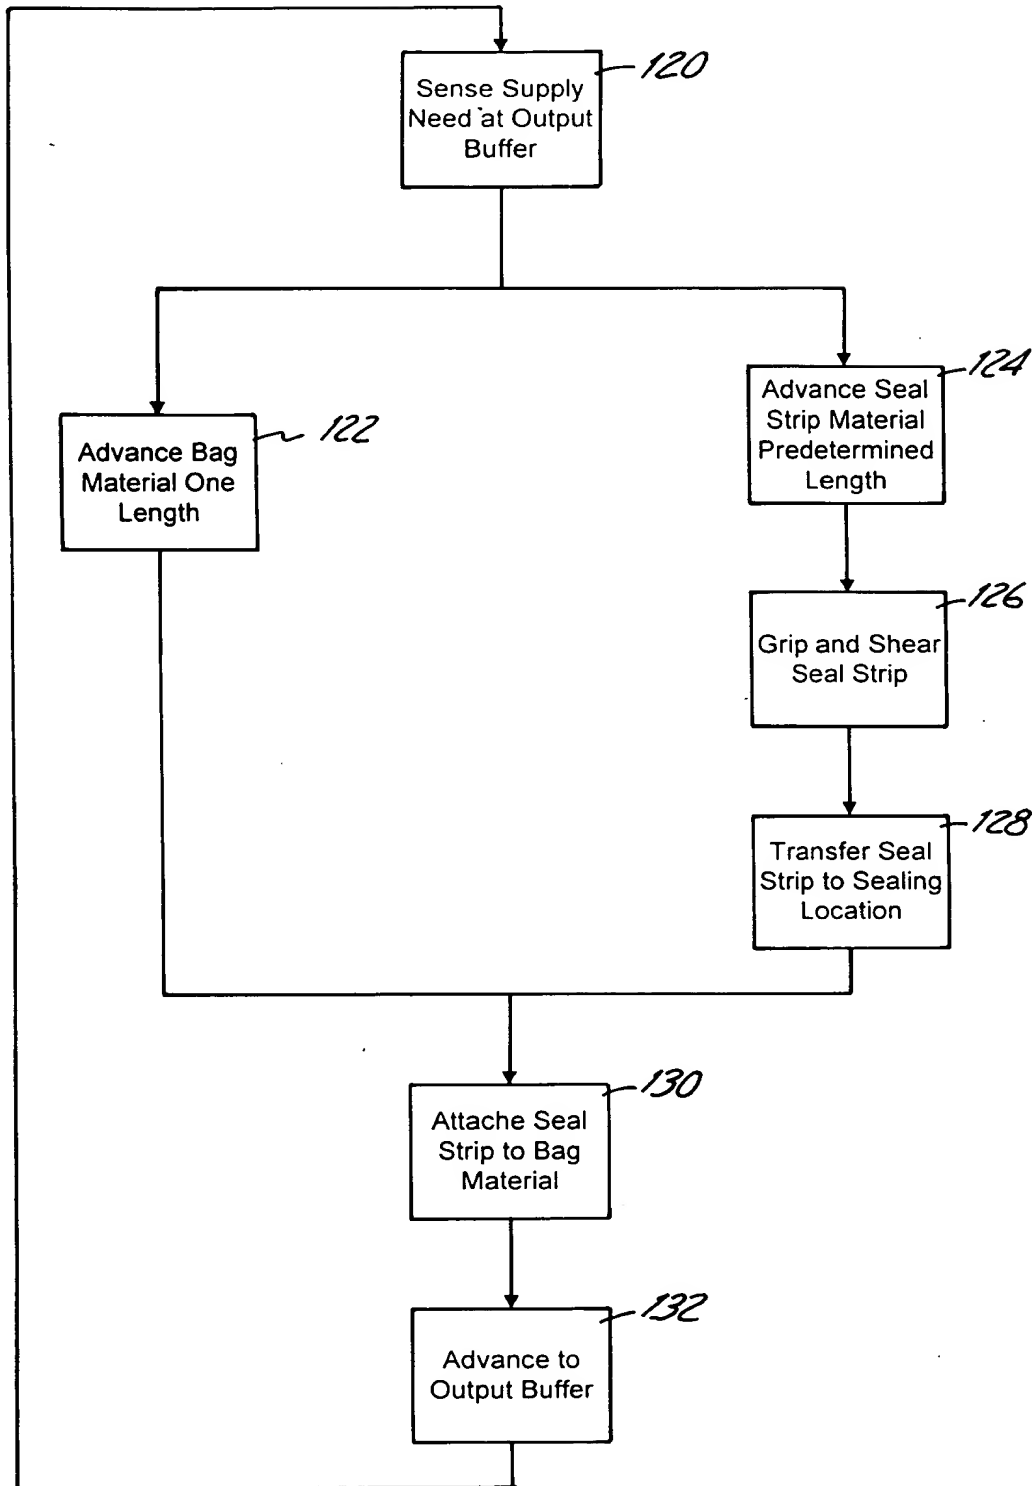 120
Sense Supply
Need at Output
Buffer
122
Advance Bag
Material One
Length
124
Advance Seal
Strip Material
Predetermined
Length
126
Grip and Shear
Seal Strip
128
Transfer Seal
Strip to Sealing
Location
130
Attache Seal
Strip to Bag
Material
132
Advance to
Output Buffer